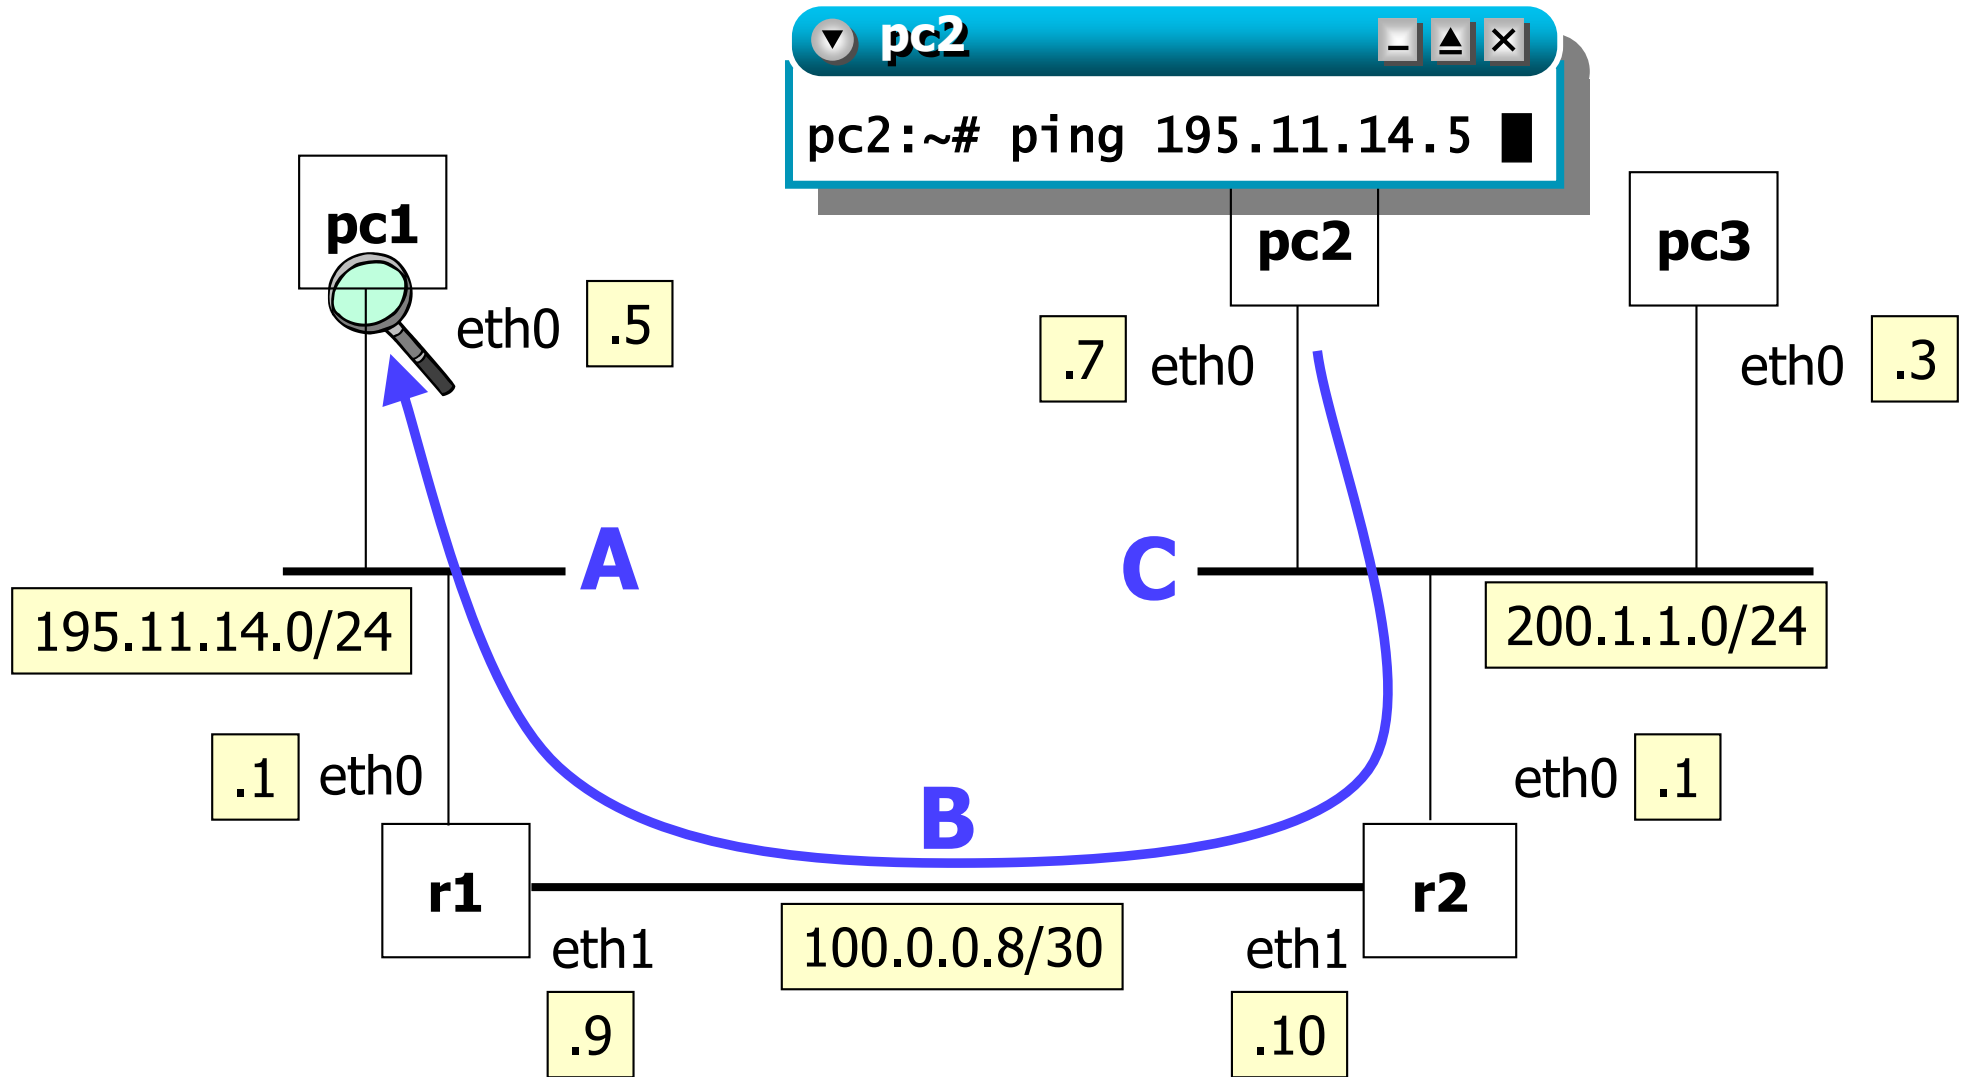 pc2
pc2:~# ping 195.11.14.5
pc1
pc2
pc3
eth0
.5
.7
eth0
eth0
.3
A
C
195.11.14.0/24
200.1.1.0/24
.1
eth0
eth0
.1
B
r1
r2
eth1
100.0.0.8/30
eth1
.9
.10